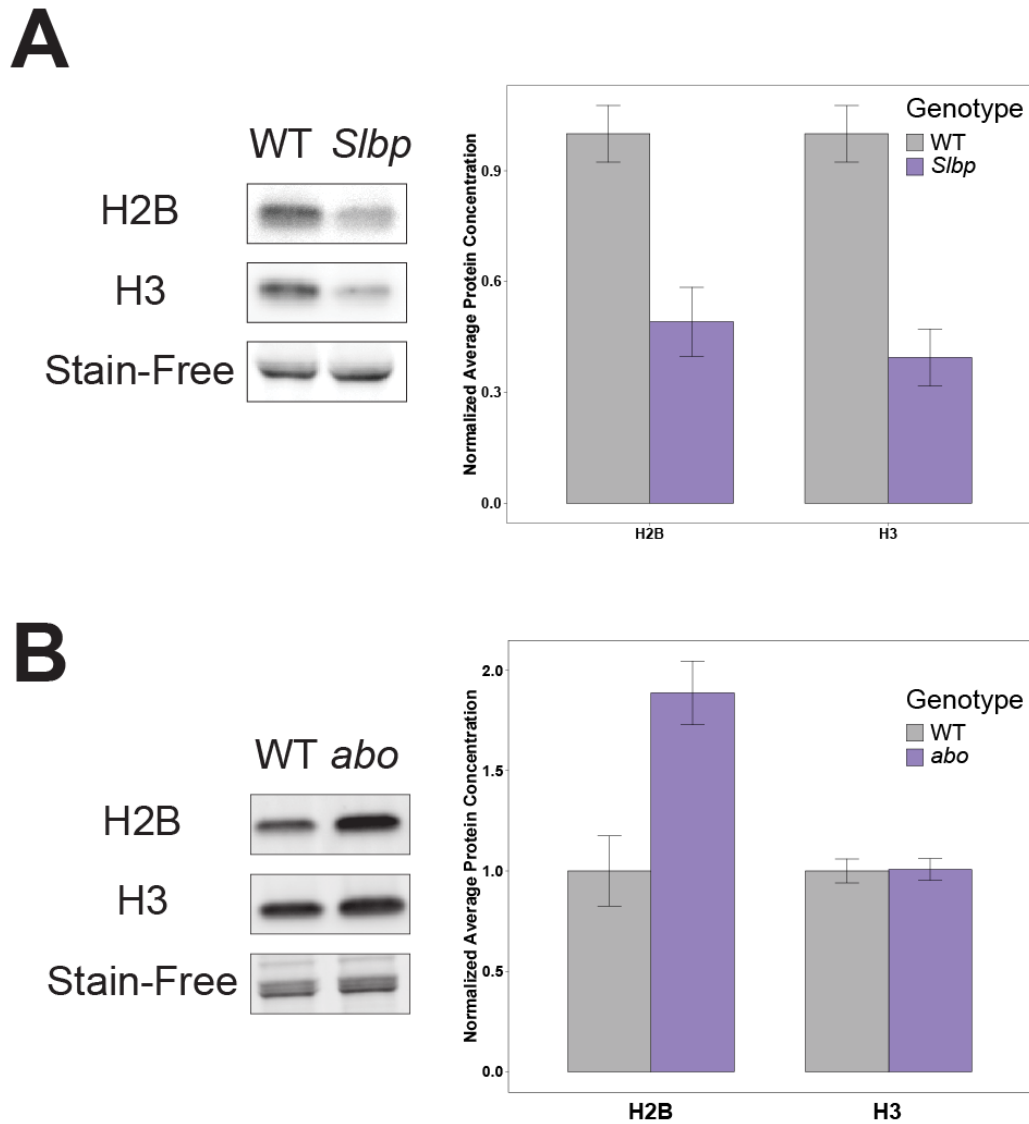 A
WT Slbp
H2B
H3
Stain-Free
Normalized Average Protein Concentration
0.9
0.6
0.3
0.0
H2B H3
Genotype
WT
Slbp
B
WT abo
H2B
H3
Stain-Free
Normalized Average Protein Concentration
2.0
1.5
1.0
0.5
0.0
H2B H3
Genotype
WT
abo